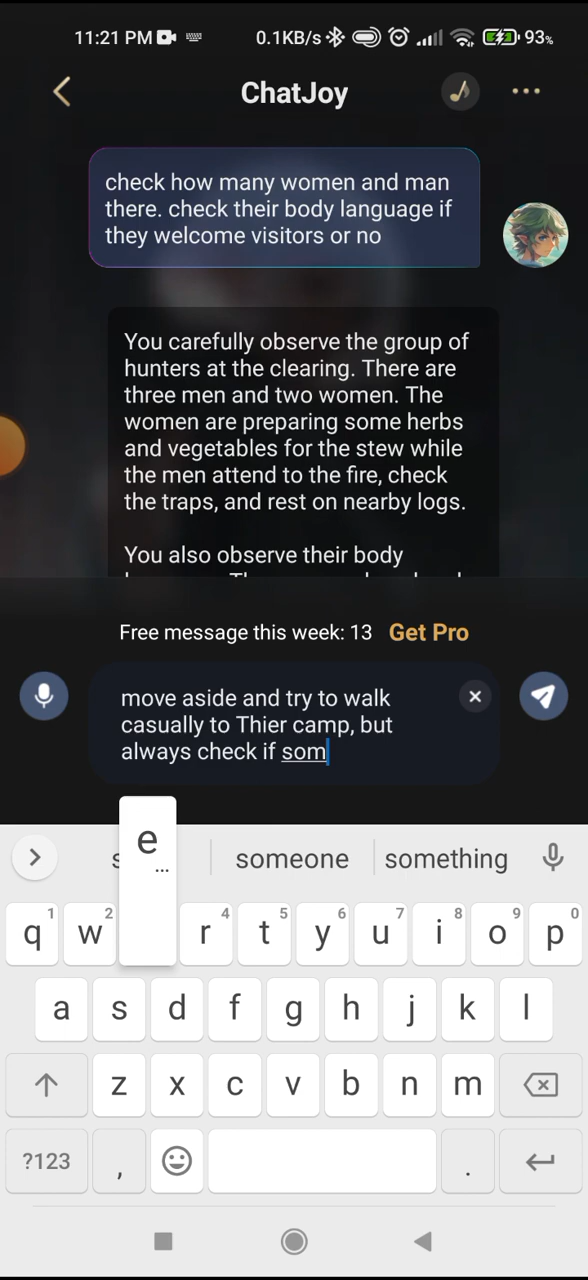 11:21 PM 0.1KB/s 93%
ChatJoy
check how many women and man
there. check their body language if
they welcome visitors or no
You carefully observe the group of
hunters at the clearing. There are
three men and two women. The
women are preparing some herbs
and vegetables for the stew while
the men attend to the fire, check
the traps, and rest on nearby logs.
You also observe their body
Free message this week: 13 Get Pro
move aside and try to walk
casually to Thier camp, but
always check if som
e
...
someone something
1 2 4 5 6 7 8 9 0
q w r t y u i o p
a s d f g h j k l
z x c v b n m
?123 , .